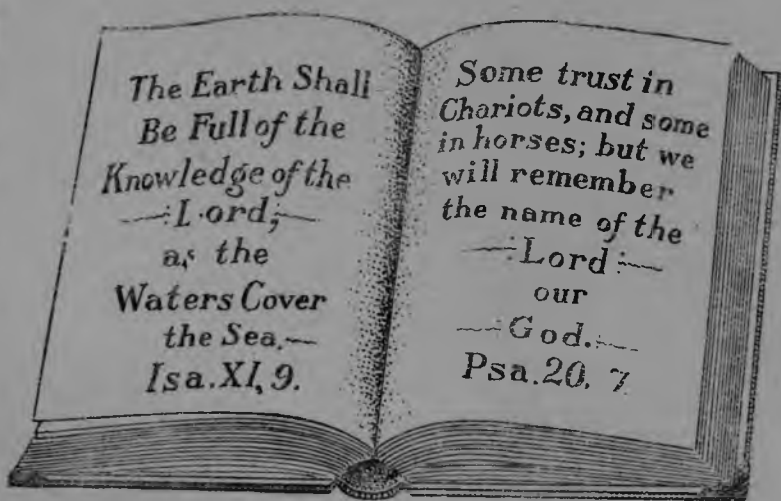 The Earth Shall
Be Full of the
Knowledge of the
Lord,
as the
Waters Cover
the Sea.
Isa. XI, 9.
Some trust in
Chariots, and some
in horses; but we
will remember
the name of the
Lord
our
God.
Psa. 20. 7